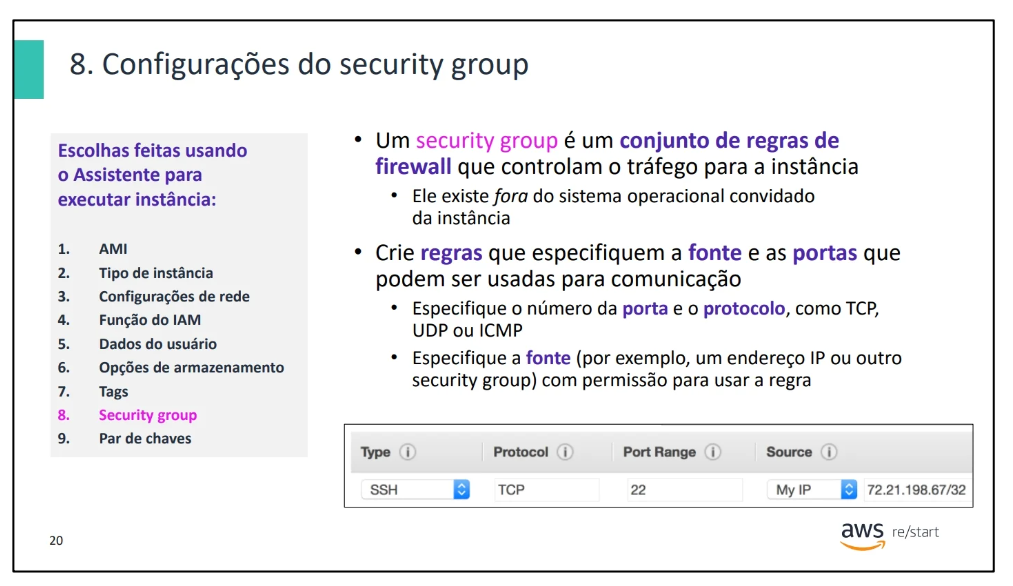 8. Configurações do security group
Escolhas feitas usando
o Assistente para
executar instância:
1. AMI
2. Tipo de instância
3. Configurações de rede
4. Função do IAM
5. Dados do usuário
6. Opções de armazenamento
7. Tags
8. Security group
9. Par de chaves
• Um security group é um conjunto de regras de
firewall que controlam o tráfego para a instância
• Ele existe fora do sistema operacional convidado
da instância
• Crie regras que especifiquem a fonte e as portas que
podem ser usadas para comunicação
• Especifique o número da porta e o protocolo, como TCP,
UDP ou ICMP
• Especifique a fonte (por exemplo, um endereço IP ou outro
security group) com permissão para usar a regra
Type i Protocol i Port Range i Source i
SSH TCP 22 My IP 72.21.198.67/32
20
aws re/start